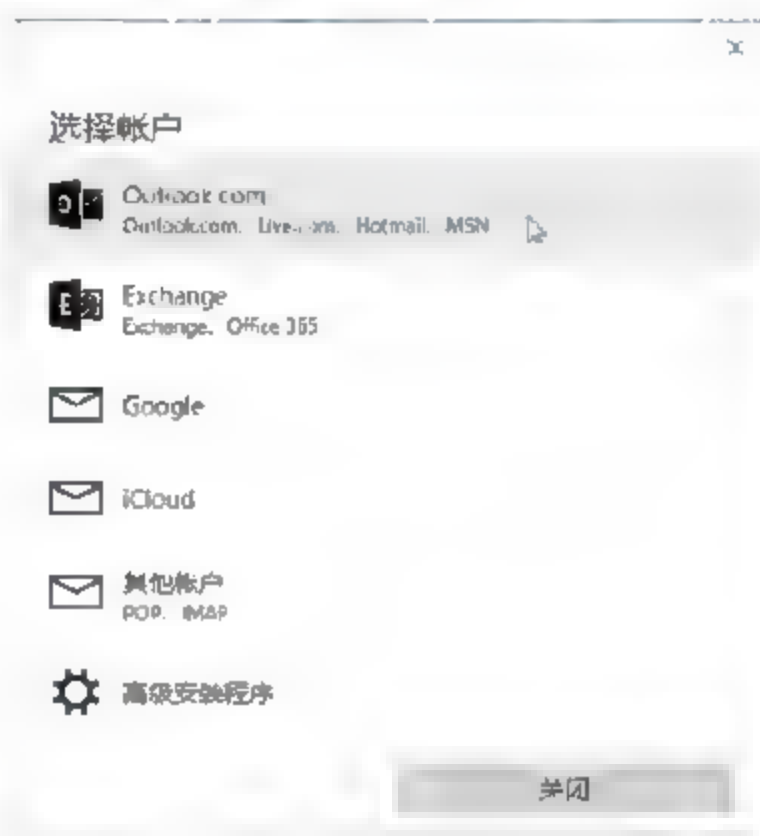 选择帐户
Outlook.com
Outlook.com、Live.com、Hotmail、MSN
Exchange
Exchange、Office 365
Google
iCloud
其他帐户
POP、IMAP
高级安装程序
关闭